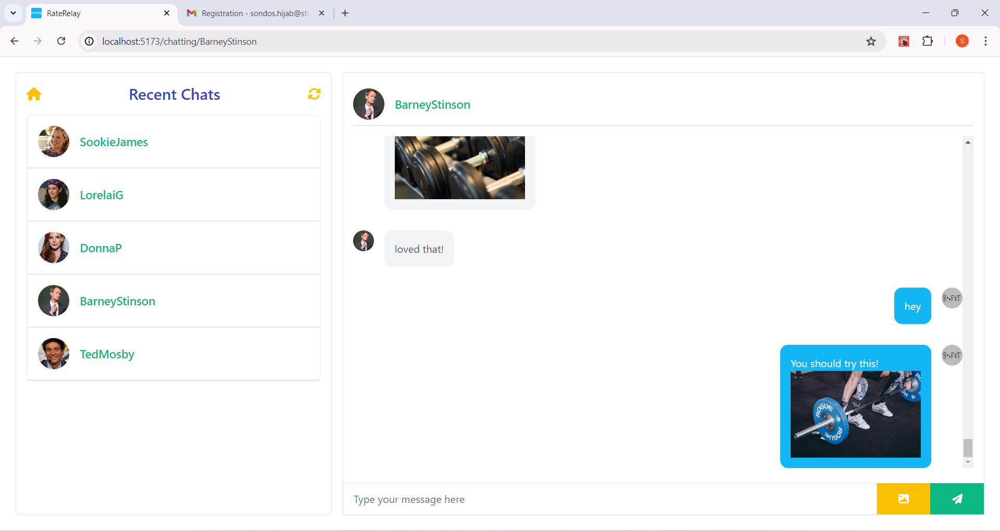 RateRelay
Registration - sondos.hijab@stu
localhost:5173/chatting/BarneyStinson
S
Recent Chats
SookieJames
LorelaiG
DonnaP
BarneyStinson
TedMosby
BarneyStinson
loved that!
hey
You should try this!
ROGUE
ROGUE
Type your message here